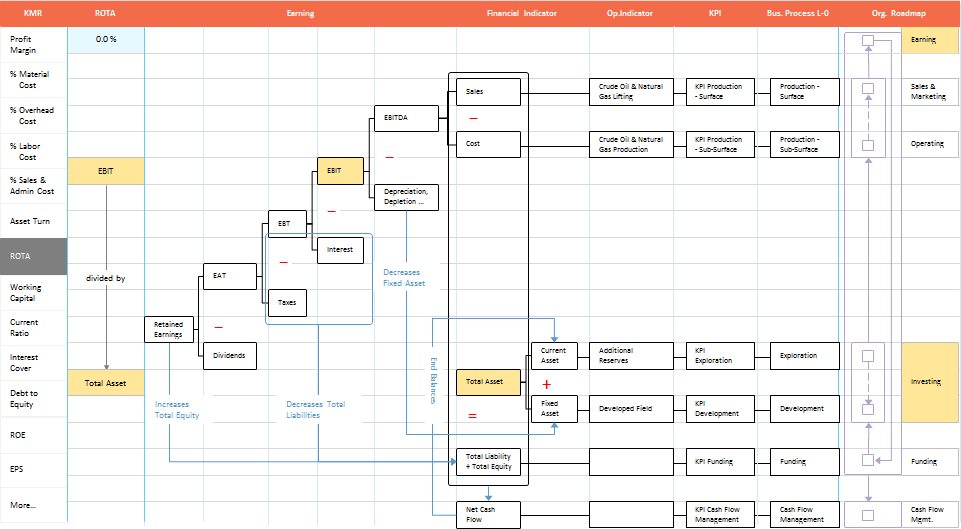 KMR
ROTA
Earning
Financial Indicator
Op.Indicator
KPI
Bus. Process L-0
Org. Roadmap
Profit
Margin
% Material
Cost
% Overhead
Cost
% Labor
Cost
% Sales &
Admin Cost
Asset Turn
ROTA
Working
Capital
Current
Ratio
Interest
Cover
Debt to
Equity
ROE
EPS
More...
0.0 %
EBIT
divided by
Total Asset
Retained
Earnings
EAT
–
Dividends
EBT
–
Taxes
EBIT
–
Interest
EBITDA
–
Depreciation,
Depletion ...
Increases
Total Equity
Decreases Total
Liabilities
Decreases
Fixed Asset
End Balances
Sales
–
Cost
Total Asset
=
Total Liability
+ Total Equity
Net Cash
Flow
Current
Asset
+
Fixed
Asset
Crude Oil & Natural
Gas Lifting
Crude Oil & Natural
Gas Production
Additional
Reserves
Developed Field
KPI Production
- Surface
KPI Production
- Sub-Surface
KPI
Exploration
KPI
Development
KPI Funding
KPI Cash Flow
Management
Production -
Surface
Production -
Sub-Surface
Exploration
Development
Funding
Cash Flow
Management
Earning
Sales &
Marketing
Operating
Investing
Funding
Cash Flow
Mgmt.